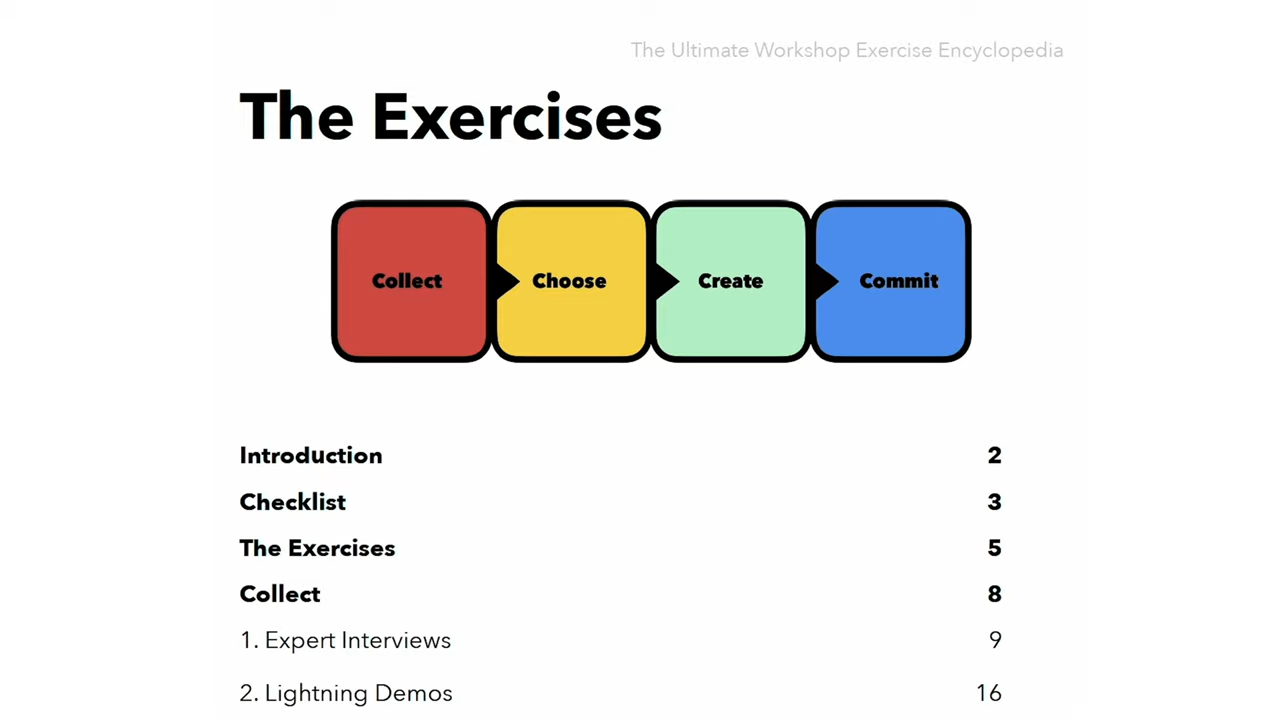 The Ultimate Workshop Exercise Encyclopedia
The Exercises
Collect Choose Create Commit
Introduction 2
Checklist 3
The Exercises 5
Collect 8
1. Expert Interviews 9
2. Lightning Demos 16